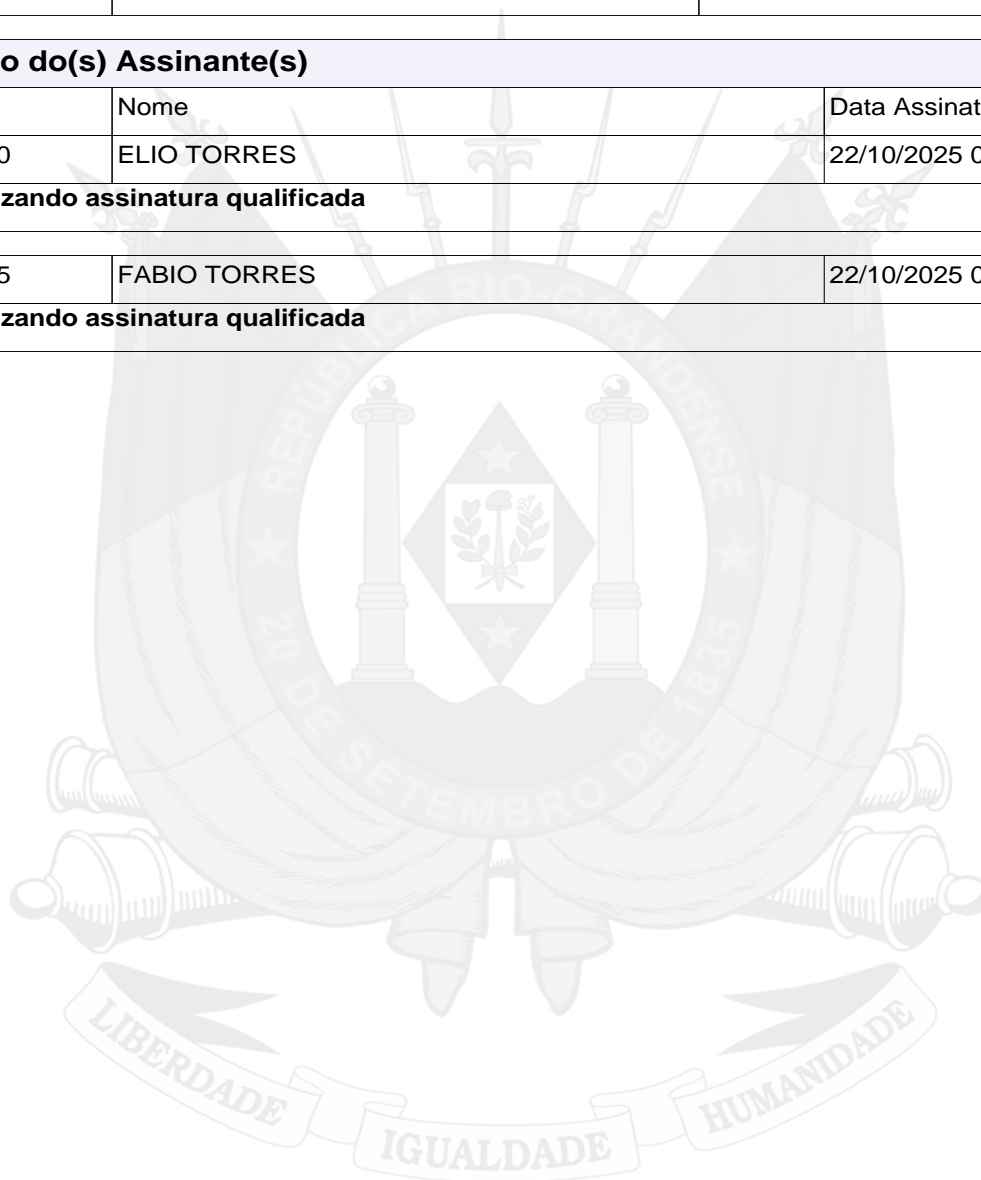 o do(s) Assinante(s)
Nome Data Assinat
0 ELIO TORRES 22/10/2025 0
zando assinatura qualificada
5 FABIO TORRES 22/10/2025 0
zando assinatura qualificada
REPÚBLICA RIO-GRANDENSE
20 DE SETEMBRO DE 1835
LIBERDADE
IGUALDADE
HUMANIDADE